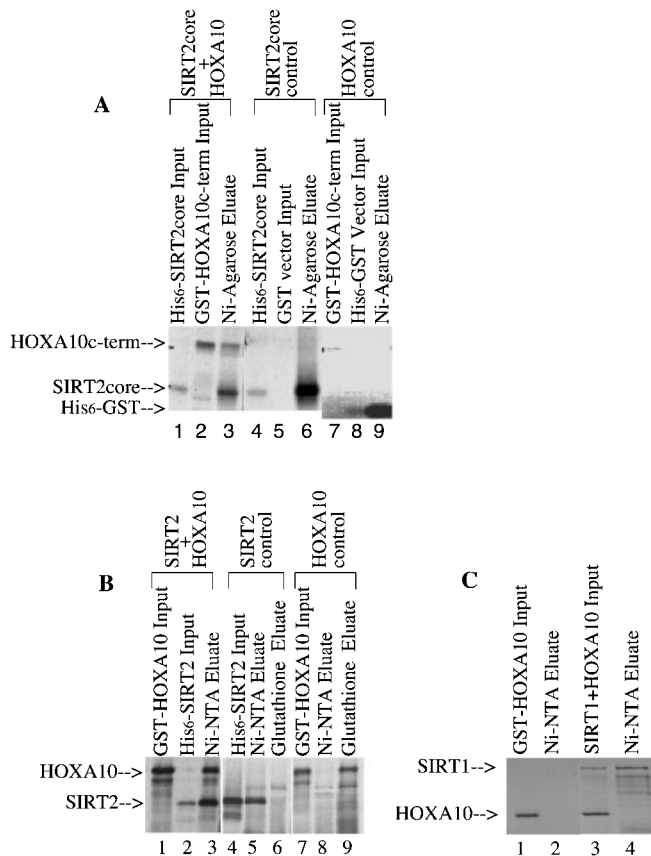 A
SIRT2core
+
HOXA10
SIRT2core
control
HOXA10
control
His6-SIRT2core Input
GST-HOXA10c-term Input
Ni-Agarose Eluate
His6-SIRT2core Input
GST vector Input
Ni-Agarose Eluate
GST-HOXA10c-term Input
His6-GST Vector Input
Ni-Agarose Eluate
HOXA10c-term-->
SIRT2core-->
His6-GST-->
1 2 3 4 5 6 7 8 9
B
SIRT2
+
HOXA10
SIRT2
control
HOXA10
control
GST-HOXA10 Input
His6-SIRT2 Input
Ni-NTA Eluate
His6-SIRT2 Input
Ni-NTA Eluate
Glutathione Eluate
GST-HOXA10 Input
Ni-NTA Eluate
Glutathione Eluate
HOXA10-->
SIRT2-->
1 2 3 4 5 6 7 8 9
C
GST-HOXA10 Input
Ni-NTA Eluate
SIRT1+HOXA10 Input
Ni-NTA Eluate
SIRT1-->
HOXA10-->
1 2 3 4